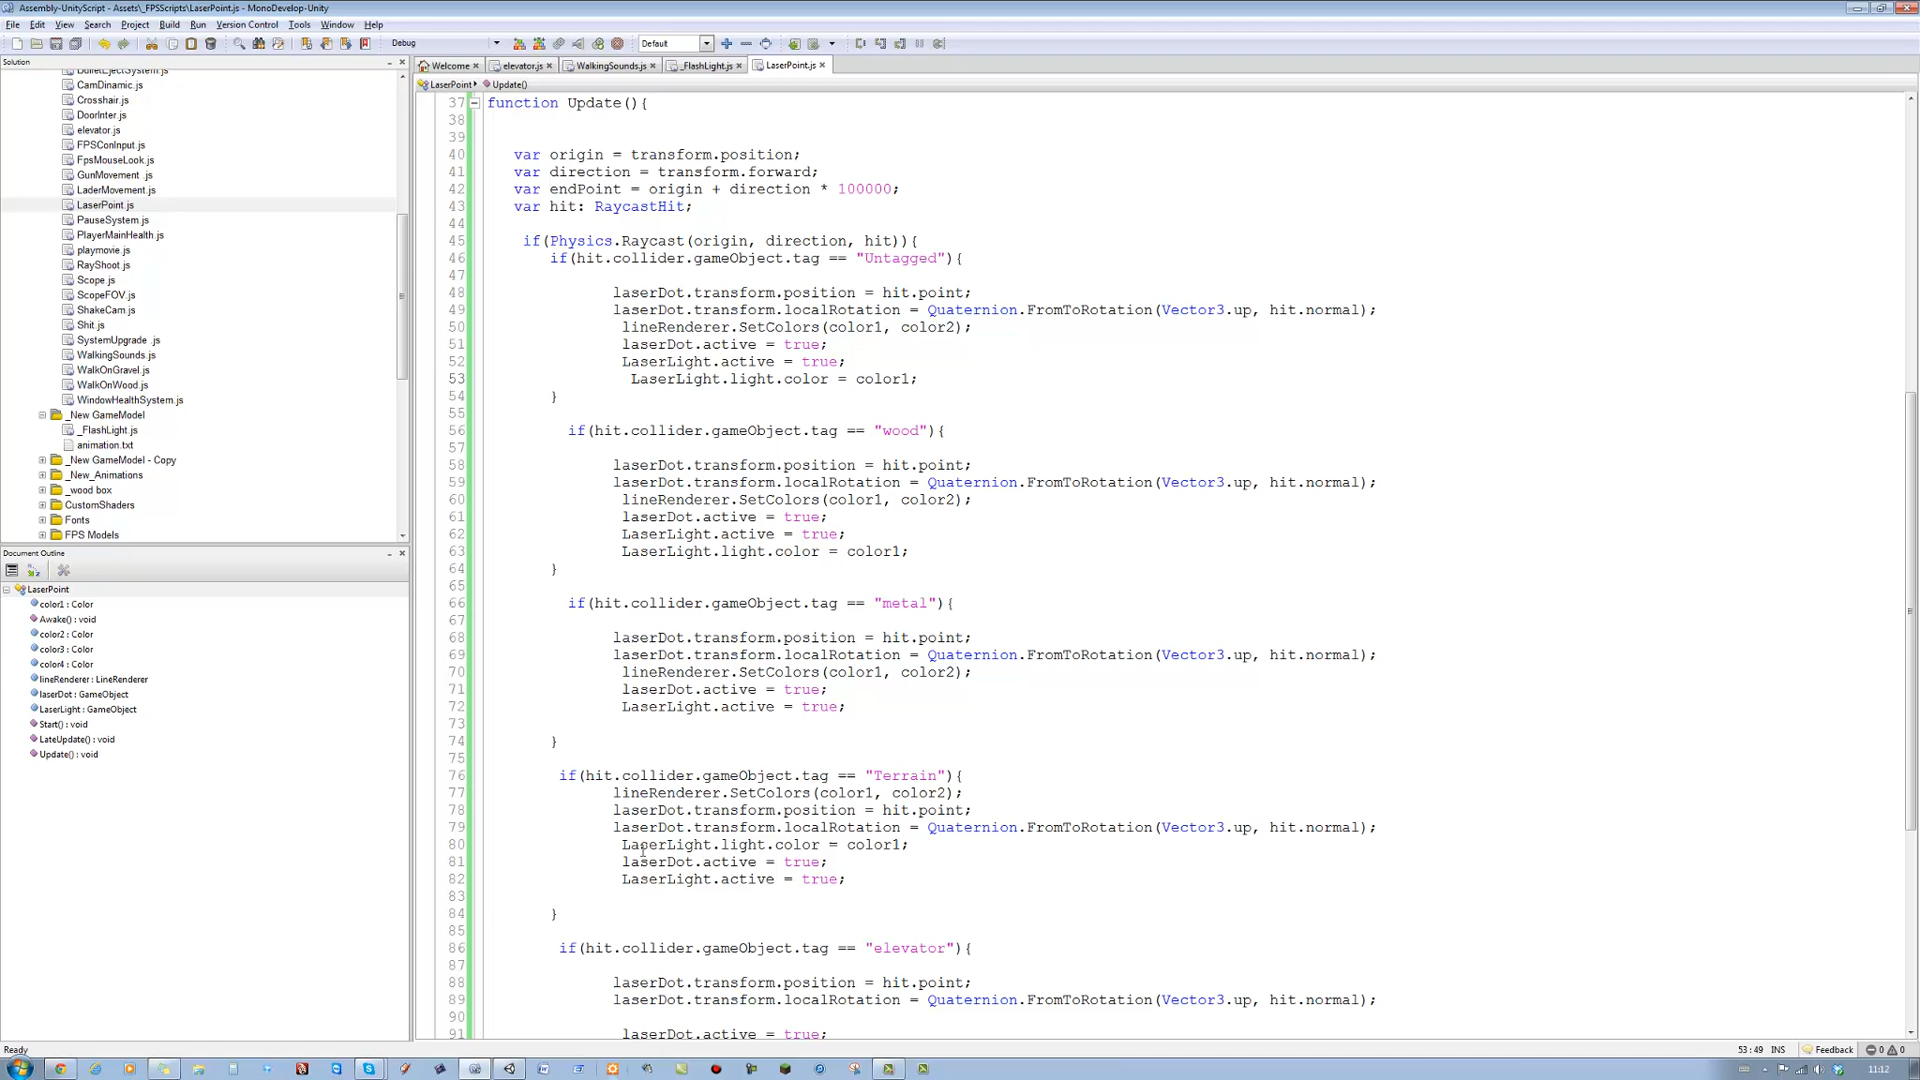 Assembly-UnityScript - Assets\_FPSScripts\LaserPoint.js - MonoDevelop-Unity
File Edit View Search Project Build Run Version Control Tools Window Help
Debug Default
Solution
BulletEjectSystem.js
CamDinamic.js
Crosshair.js
DoorInter.js
elevator.js
FPSConInput.js
FpsMouseLook.js
GunMovement .js
LaderMovement.js
LaserPoint.js
PauseSystem.js
PlayerMainHealth.js
playmovie.js
RayShoot.js
Scope.js
ScopeFOV.js
ShakeCam.js
Shit.js
SystemUpgrade .js
WalkingSounds.js
WalkOnGravel.js
WalkOnWood.js
WindowHealthSystem.js
_New GameModel
_FlashLight.js
animation.txt
_New GameModel - Copy
_New_Animations
_wood box
CustomShaders
Fonts
FPS Models
Document Outline
LaserPoint
color1 : Color
Awake() : void
color2 : Color
color3 : Color
color4 : Color
lineRenderer : LineRenderer
laserDot : GameObject
LaserLight : GameObject
Start() : void
LateUpdate() : void
Update() : void
Welcome elevator.js WalkingSounds.js _FlashLight.js LaserPoint.js
LaserPoint Update()
37 function Update(){
38
39
40 var origin = transform.position;
41 var direction = transform.forward;
42 var endPoint = origin + direction * 100000;
43 var hit: RaycastHit;
44
45 if(Physics.Raycast(origin, direction, hit)){
46 if(hit.collider.gameObject.tag == "Untagged"){
47
48 laserDot.transform.position = hit.point;
49 laserDot.transform.localRotation = Quaternion.FromToRotation(Vector3.up, hit.normal);
50 lineRenderer.SetColors(color1, color2);
51 laserDot.active = true;
52 LaserLight.active = true;
53 LaserLight.light.color = color1;
54 }
55
56 if(hit.collider.gameObject.tag == "wood"){
57
58 laserDot.transform.position = hit.point;
59 laserDot.transform.localRotation = Quaternion.FromToRotation(Vector3.up, hit.normal);
60 lineRenderer.SetColors(color1, color2);
61 laserDot.active = true;
62 LaserLight.active = true;
63 LaserLight.light.color = color1;
64 }
65
66 if(hit.collider.gameObject.tag == "metal"){
67
68 laserDot.transform.position = hit.point;
69 laserDot.transform.localRotation = Quaternion.FromToRotation(Vector3.up, hit.normal);
70 lineRenderer.SetColors(color1, color2);
71 laserDot.active = true;
72 LaserLight.active = true;
73
74 }
75
76 if(hit.collider.gameObject.tag == "Terrain"){
77 lineRenderer.SetColors(color1, color2);
78 laserDot.transform.position = hit.point;
79 laserDot.transform.localRotation = Quaternion.FromToRotation(Vector3.up, hit.normal);
80 LaserLight.light.color = color1;
81 laserDot.active = true;
82 LaserLight.active = true;
83
84 }
85
86 if(hit.collider.gameObject.tag == "elevator"){
87
88 laserDot.transform.position = hit.point;
89 laserDot.transform.localRotation = Quaternion.FromToRotation(Vector3.up, hit.normal);
90
91 laserDot.active = true;
Ready 53 : 49 INS Feedback 0 0
11:12